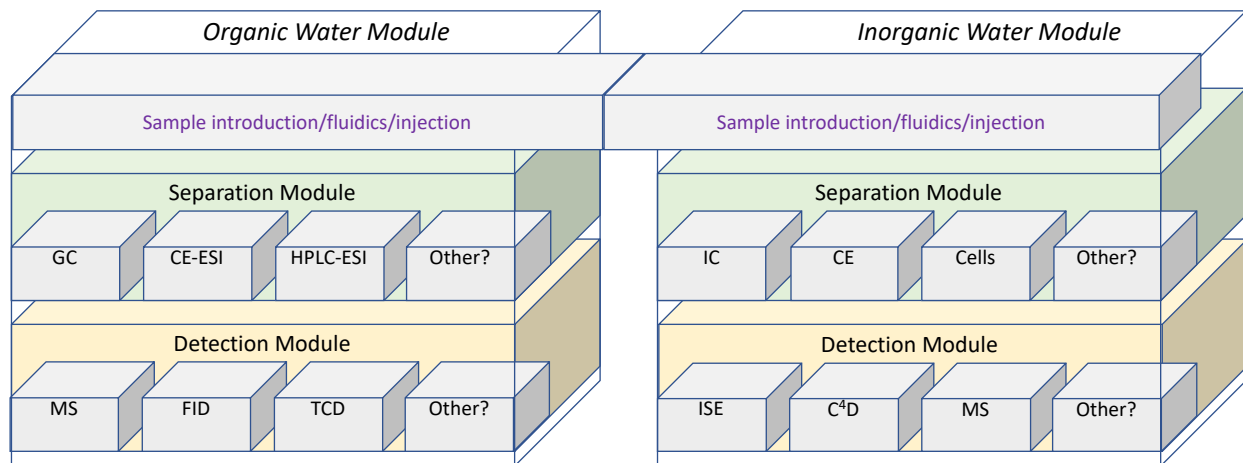 Organic Water Module
Inorganic Water Module
Sample introduction/fluidics/injection
Sample introduction/fluidics/injection
Separation Module
Separation Module
GC
CE-ESI
HPLC-ESI
Other?
IC
CE
Cells
Other?
Detection Module
Detection Module
MS
FID
TCD
Other?
ISE
C⁴D
MS
Other?